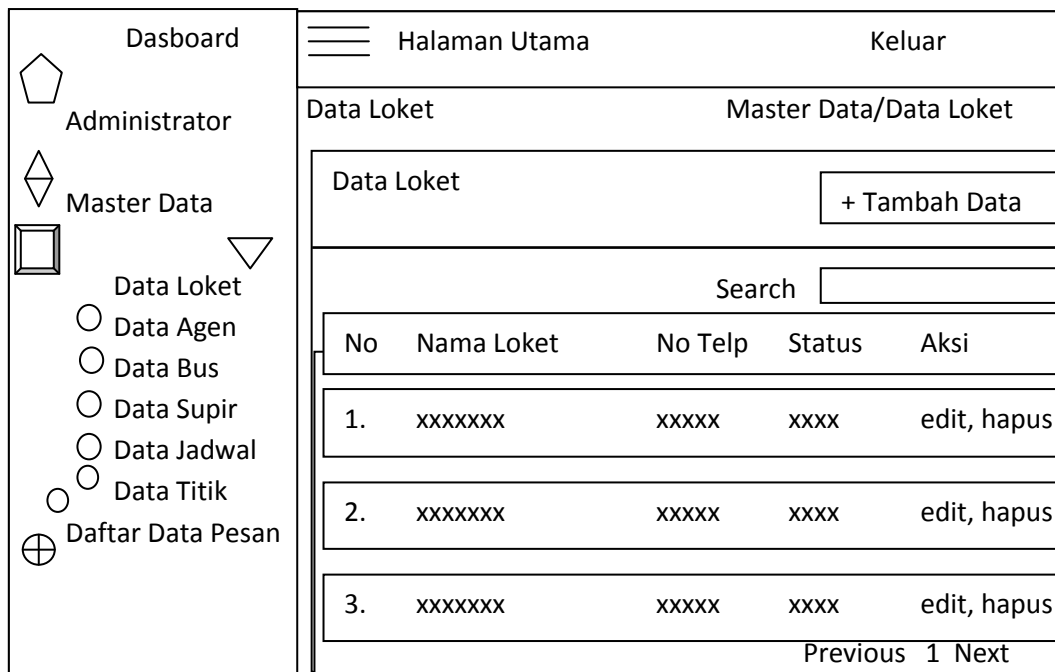 Dasboard
Administrator
Master Data
Data Loket
Data Agen
Data Bus
Data Supir
Data Jadwal
Data Titik
Daftar Data Pesan
Halaman Utama Keluar
Data Loket Master Data/Data Loket
Data Loket + Tambah Data
Search
No Nama Loket No Telp Status Aksi
1. xxxxxxx xxxxx xxxx edit, hapus
2. xxxxxxx xxxxx xxxx edit, hapus
3. xxxxxxx xxxxx xxxx edit, hapus
Previous 1 Next